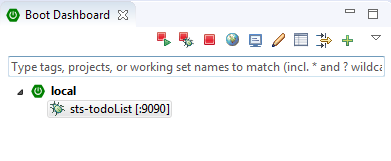 Boot Dashboard
Type tags, projects, or working set names to match (incl. * and ? wildca
local
sts-todoList [:9090]